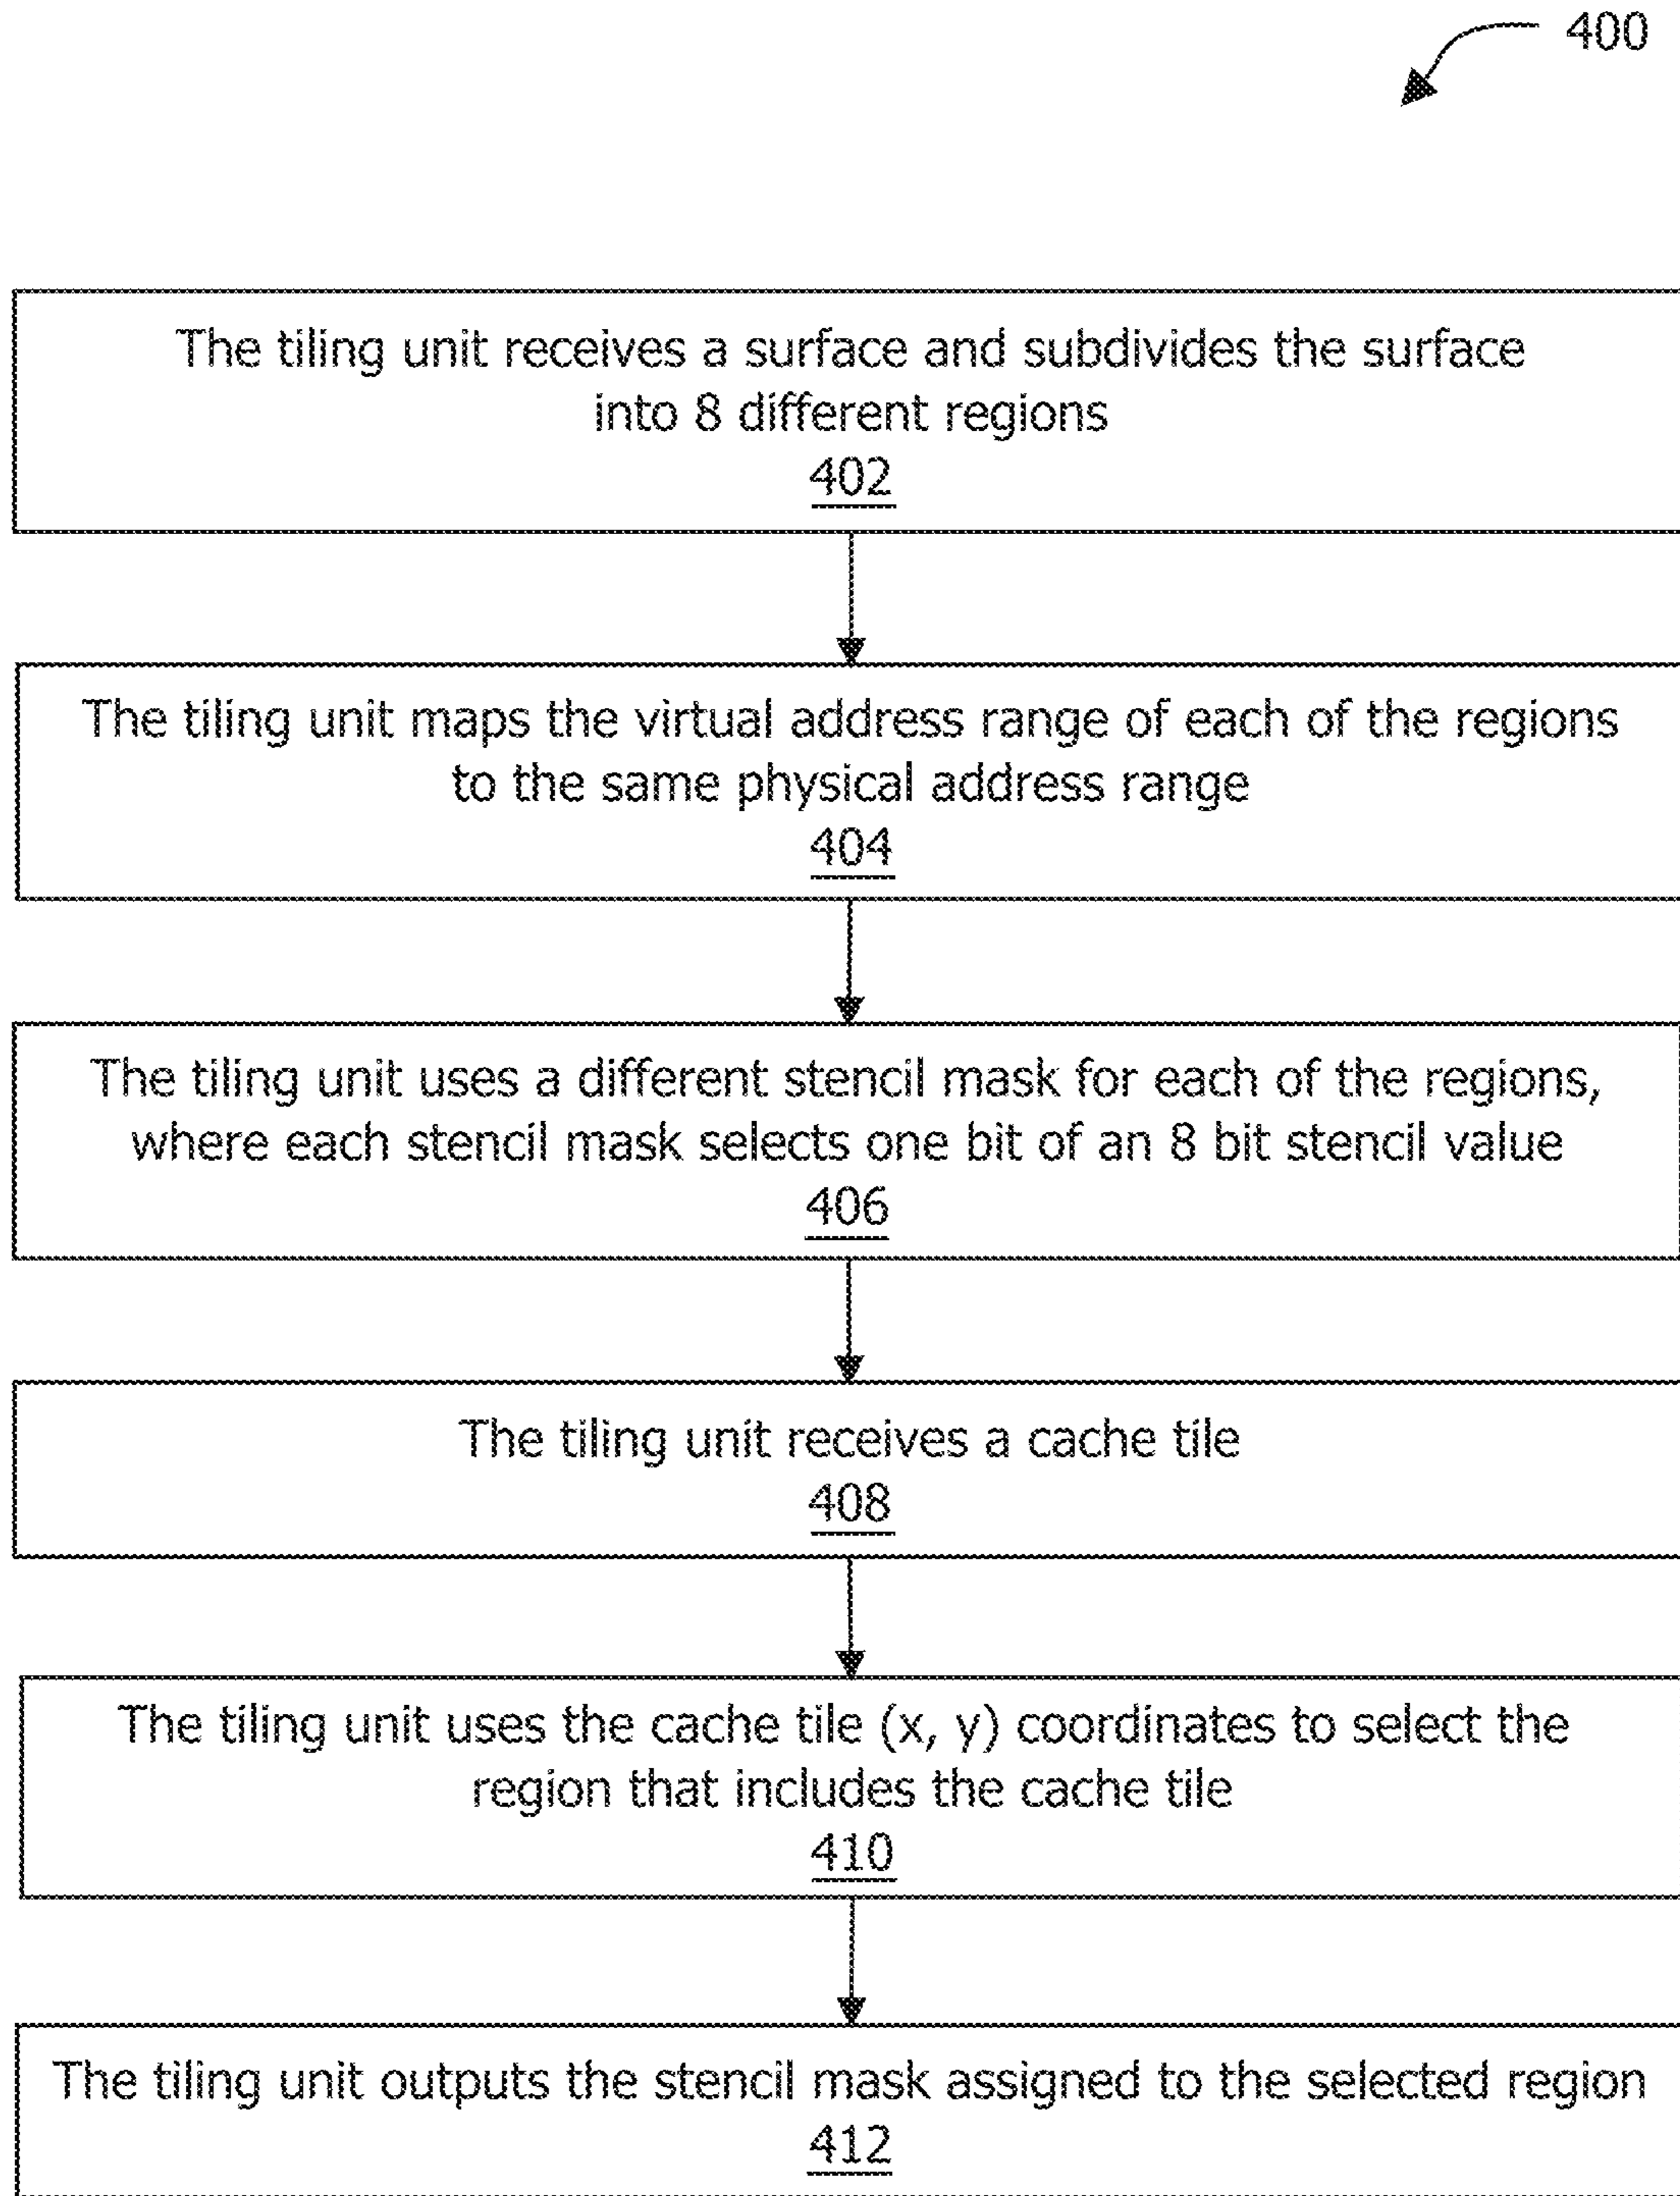 400
The tiling unit receives a surface and subdivides the surface
into 8 different regions
402
The tiling unit maps the virtual address range of each of the regions
to the same physical address range
404
The tiling unit uses a different stencil mask for each of the regions,
where each stencil mask selects one bit of an 8 bit stencil value
406
The tiling unit receives a cache tile
408
The tiling unit uses the cache tile (x, y) coordinates to select the
region that includes the cache tile
410
The tiling unit outputs the stencil mask assigned to the selected region
412